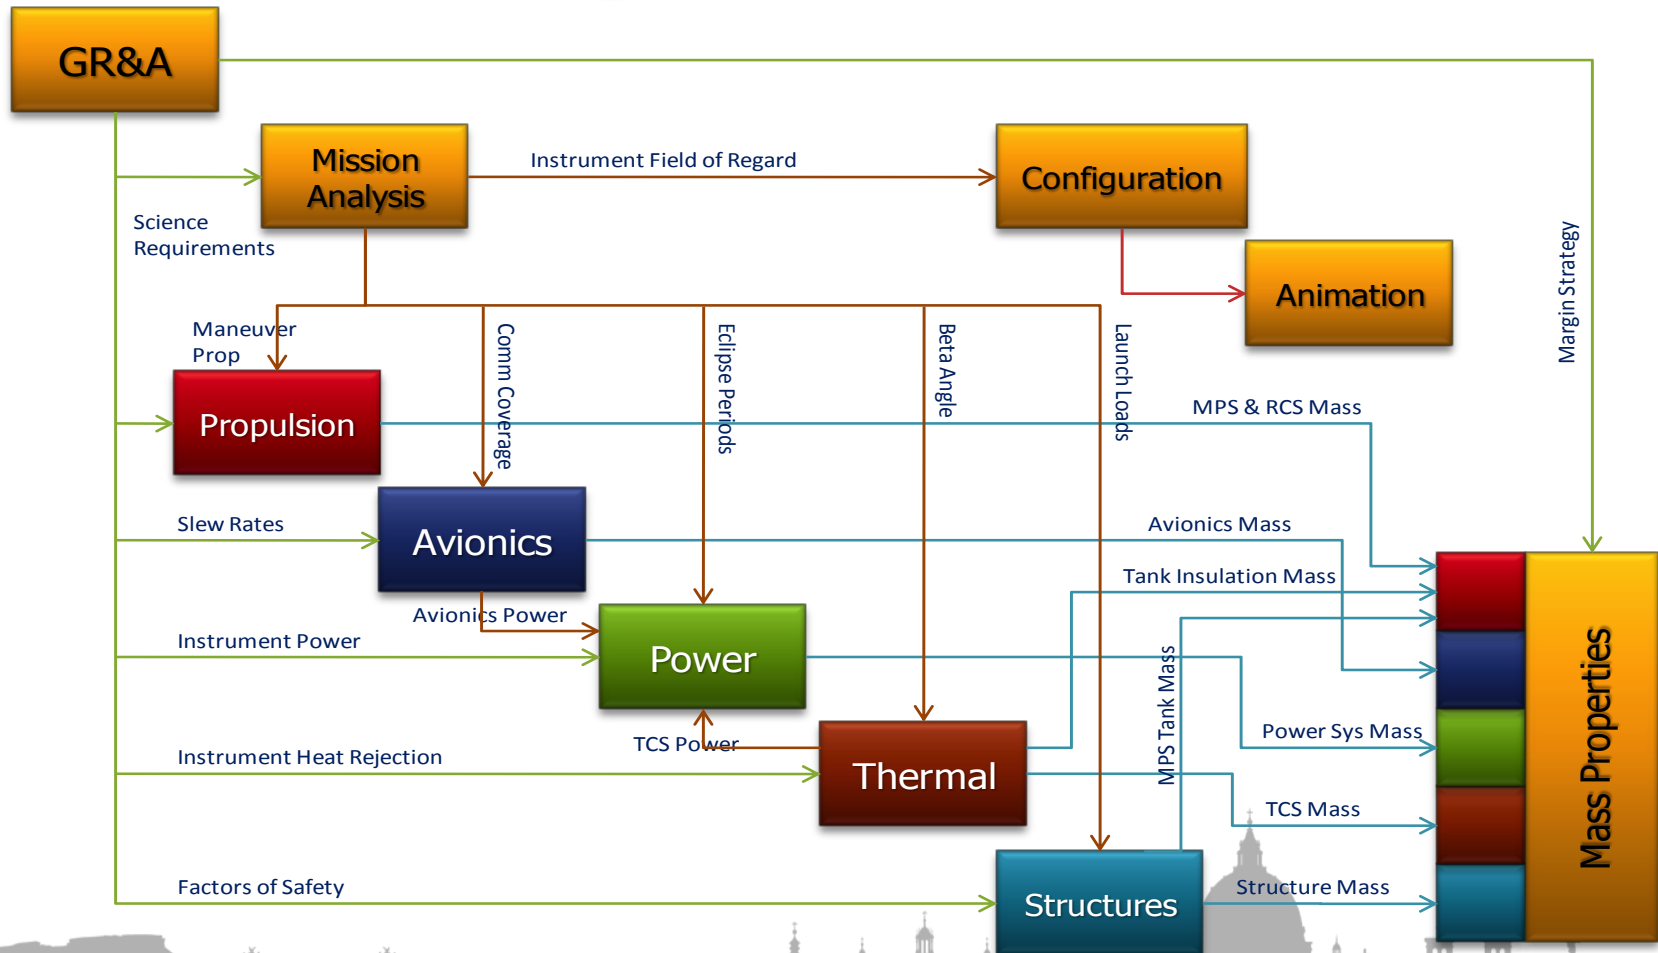 GR&A
Mission
Analysis
Instrument Field of Regard
Configuration
Science
Requirements
Animation
Margin Strategy
Maneuver
Prop
Comm Coverage
Eclipse Periods
Beta Angle
Launch Loads
Propulsion
MPS & RCS Mass
Slew Rates
Avionics
Avionics Mass
Tank Insulation Mass
Avionics Power
Instrument Power
Power
MPS Tank Mass
Power Sys Mass
Mass Properties
TCS Power
Instrument Heat Rejection
Thermal
TCS Mass
Factors of Safety
Structures
Structure Mass